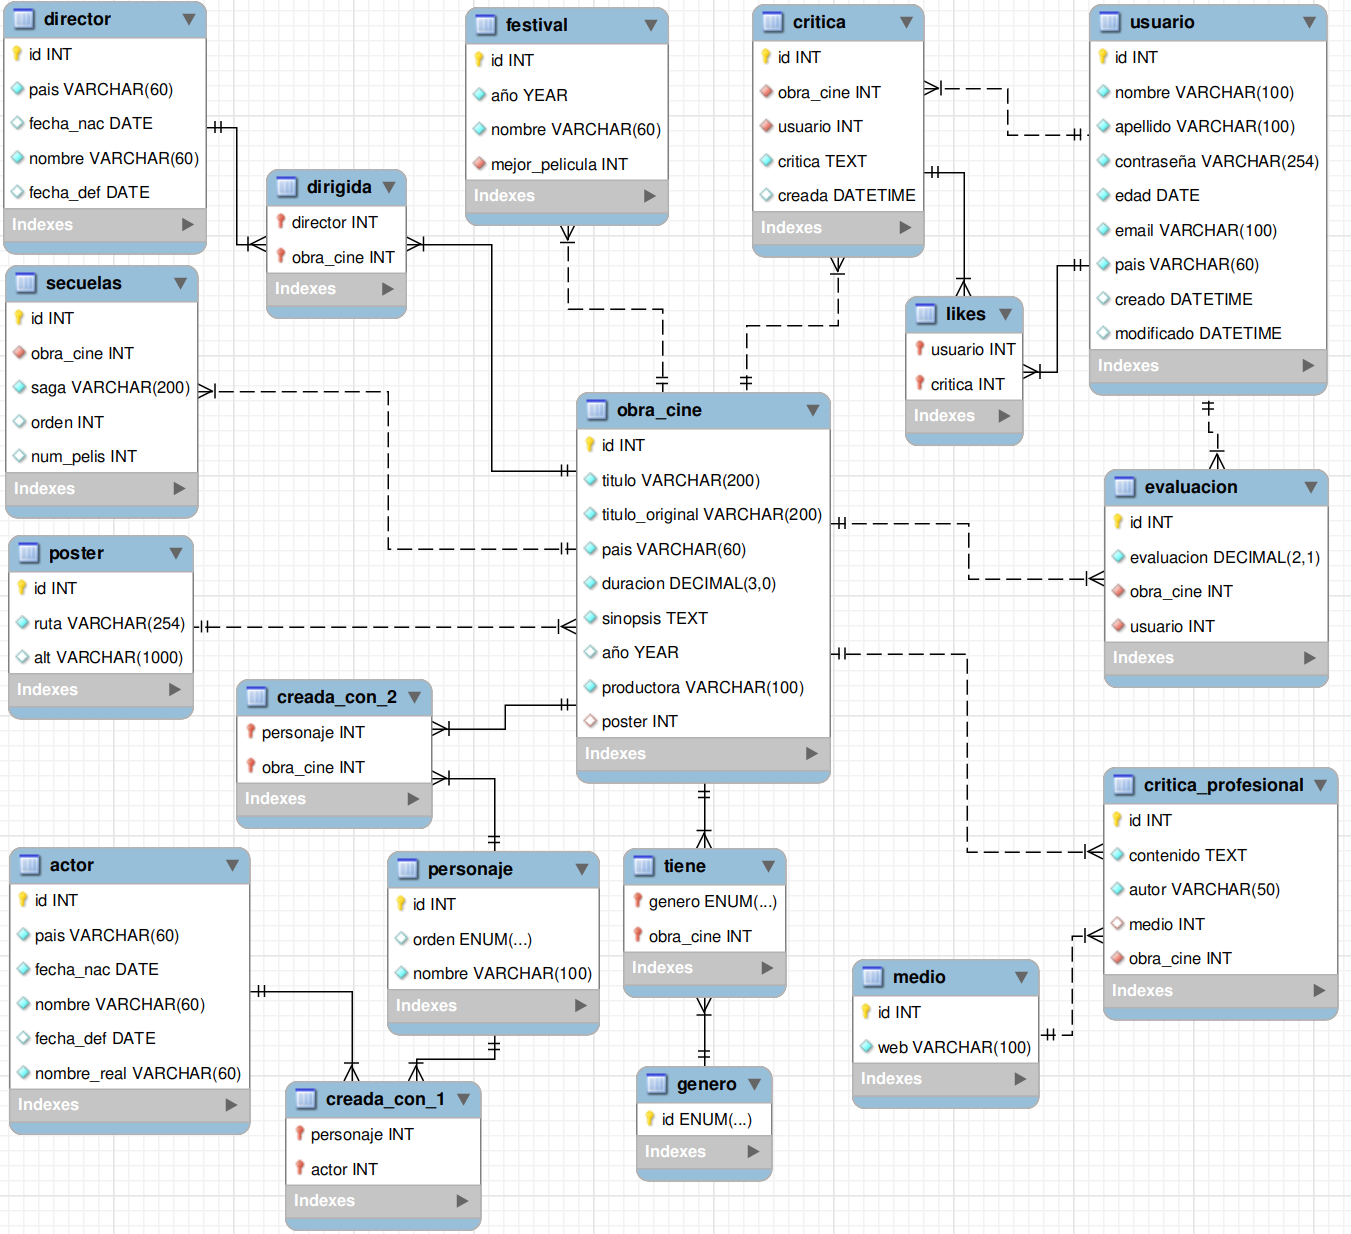 director
id INT
pais VARCHAR(60)
fecha_nac DATE
nombre VARCHAR(60)
fecha_def DATE
Indexes
festival
id INT
año YEAR
nombre VARCHAR(60)
mejor_pelicula INT
Indexes
critica
id INT
obra_cine INT
usuario INT
critica TEXT
creada DATETIME
Indexes
usuario
id INT
nombre VARCHAR(100)
apellido VARCHAR(100)
contraseña VARCHAR(254)
edad DATE
email VARCHAR(100)
pais VARCHAR(60)
creado DATETIME
modificado DATETIME
Indexes
dirigida
director INT
obra_cine INT
Indexes
secuelas
id INT
obra_cine INT
saga VARCHAR(200)
orden INT
num_pelis INT
Indexes
likes
usuario INT
critica INT
Indexes
obra_cine
id INT
titulo VARCHAR(200)
titulo_original VARCHAR(200)
pais VARCHAR(60)
duracion DECIMAL(3,0)
sinopsis TEXT
año YEAR
productora VARCHAR(100)
poster INT
Indexes
evaluacion
id INT
evaluacion DECIMAL(2,1)
obra_cine INT
usuario INT
Indexes
poster
id INT
ruta VARCHAR(254)
alt VARCHAR(1000)
Indexes
creada_con_2
personaje INT
obra_cine INT
Indexes
critica_profesional
id INT
contenido TEXT
autor VARCHAR(50)
medio INT
obra_cine INT
Indexes
actor
id INT
pais VARCHAR(60)
fecha_nac DATE
nombre VARCHAR(60)
fecha_def DATE
nombre_real VARCHAR(60)
Indexes
personaje
id INT
orden ENUM(...)
nombre VARCHAR(100)
Indexes
tiene
genero ENUM(...)
obra_cine INT
Indexes
medio
id INT
web VARCHAR(100)
Indexes
creada_con_1
personaje INT
actor INT
Indexes
genero
id ENUM(...)
Indexes